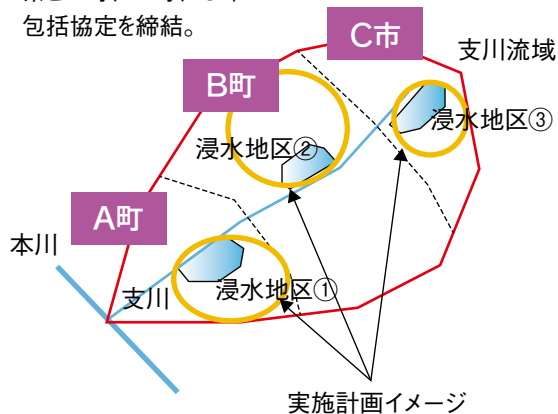 包括協定を締結。
C市
支川流域
B町
浸水地区③
浸水地区②
A町
本川
支川
浸水地区①
実施計画イメージ